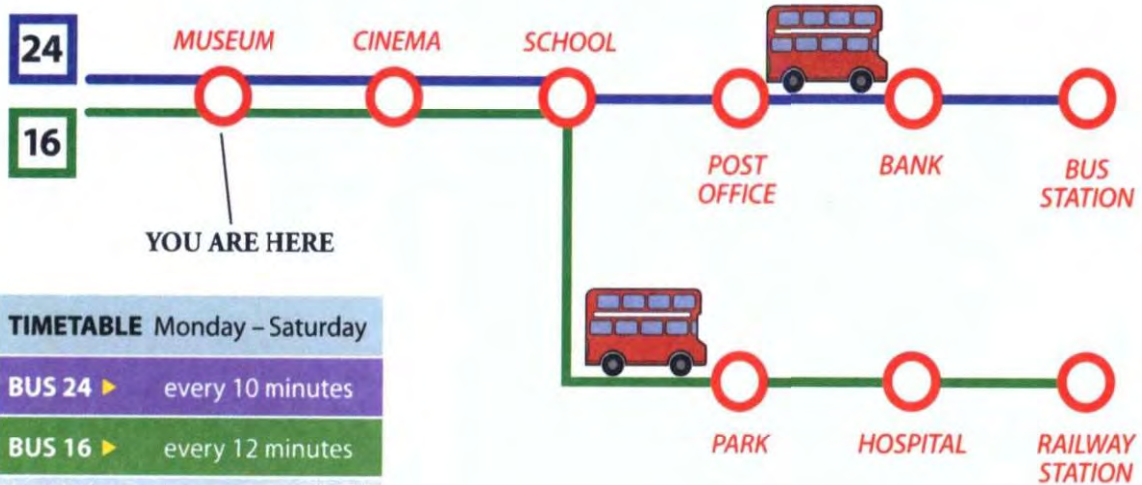 24
MUSEUM
CINEMA
SCHOOL
16
POST
OFFICE
BANK
BUS
STATION
YOU ARE HERE
TIMETABLE Monday – Saturday
BUS 24 ► every 10 minutes
BUS 16 ► every 12 minutes
PARK
HOSPITAL
RAILWAY
STATION